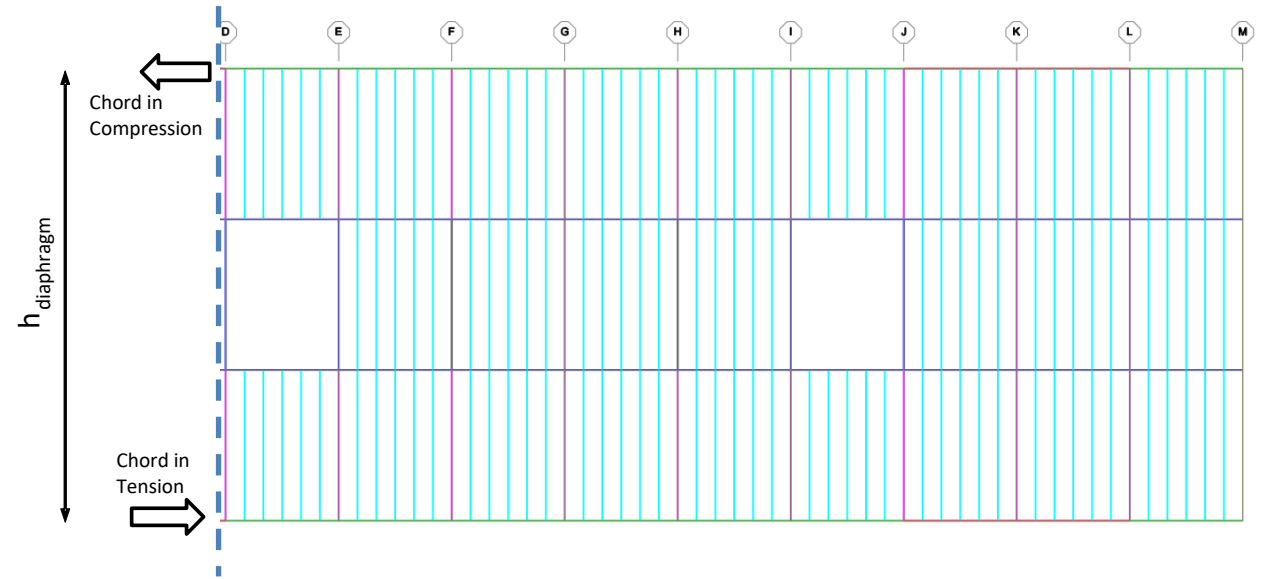 D E F G H I J K L M
Chord in
Compression
h diaphragm
Chord in
Tension